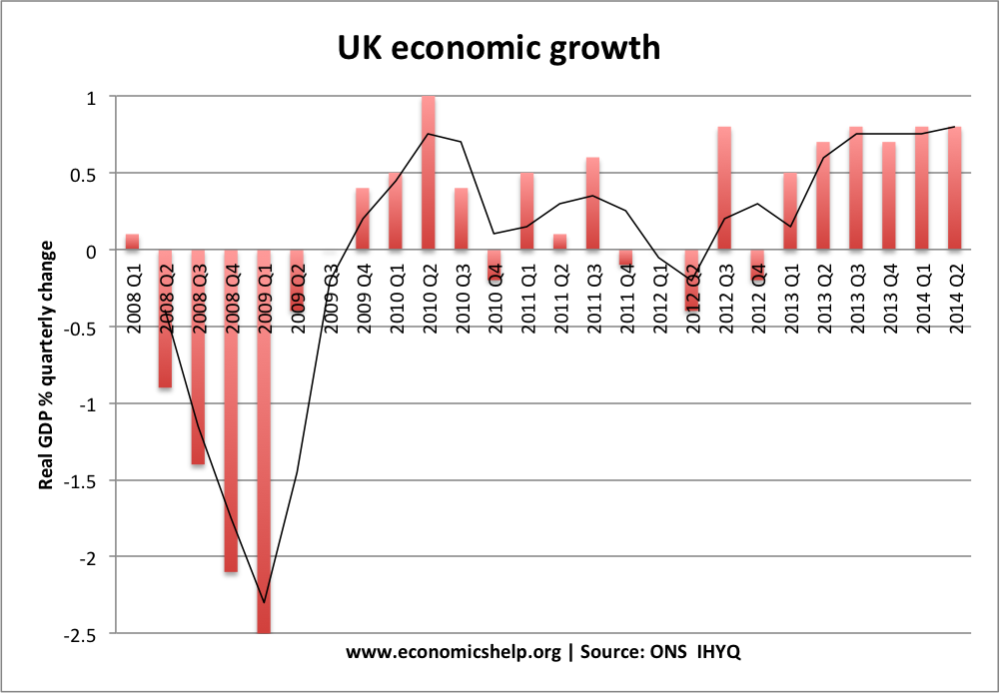 UK economic growth
Real GDP % quarterly change
1
0.5
0
-0.5
-1
-1.5
-2
-2.5
2008 Q1
2008 Q2
2008 Q3
2008 Q4
2009 Q1
2009 Q2
2009 Q3
2009 Q4
2010 Q1
2010 Q2
2010 Q3
2010 Q4
2011 Q1
2011 Q2
2011 Q3
2011 Q4
2012 Q1
2012 Q2
2012 Q3
2012 Q4
2013 Q1
2013 Q2
2013 Q3
2013 Q4
2014 Q1
2014 Q2
www.economicshelp.org | Source: ONS IHYQ